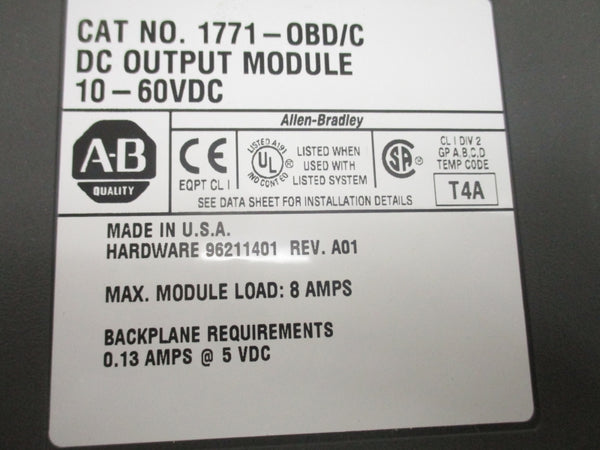 CAT NO. 1771-OBD/C
DC OUTPUT MODULE
10-60VDC
Allen-Bradley
A-B
QUALITY
CE
EQPT CL I
LISTED A191
UL
IND CONT EQ
LISTED WHEN
USED WITH
LISTED SYSTEM
SA
CL I DIV 2
GP A,B,C,D
TEMP CODE
T4A
SEE DATA SHEET FOR INSTALLATION DETAILS
MADE IN U.S.A.
HARDWARE 96211401 REV. A01
MAX. MODULE LOAD: 8 AMPS
BACKPLANE REQUIREMENTS
0.13 AMPS @ 5 VDC